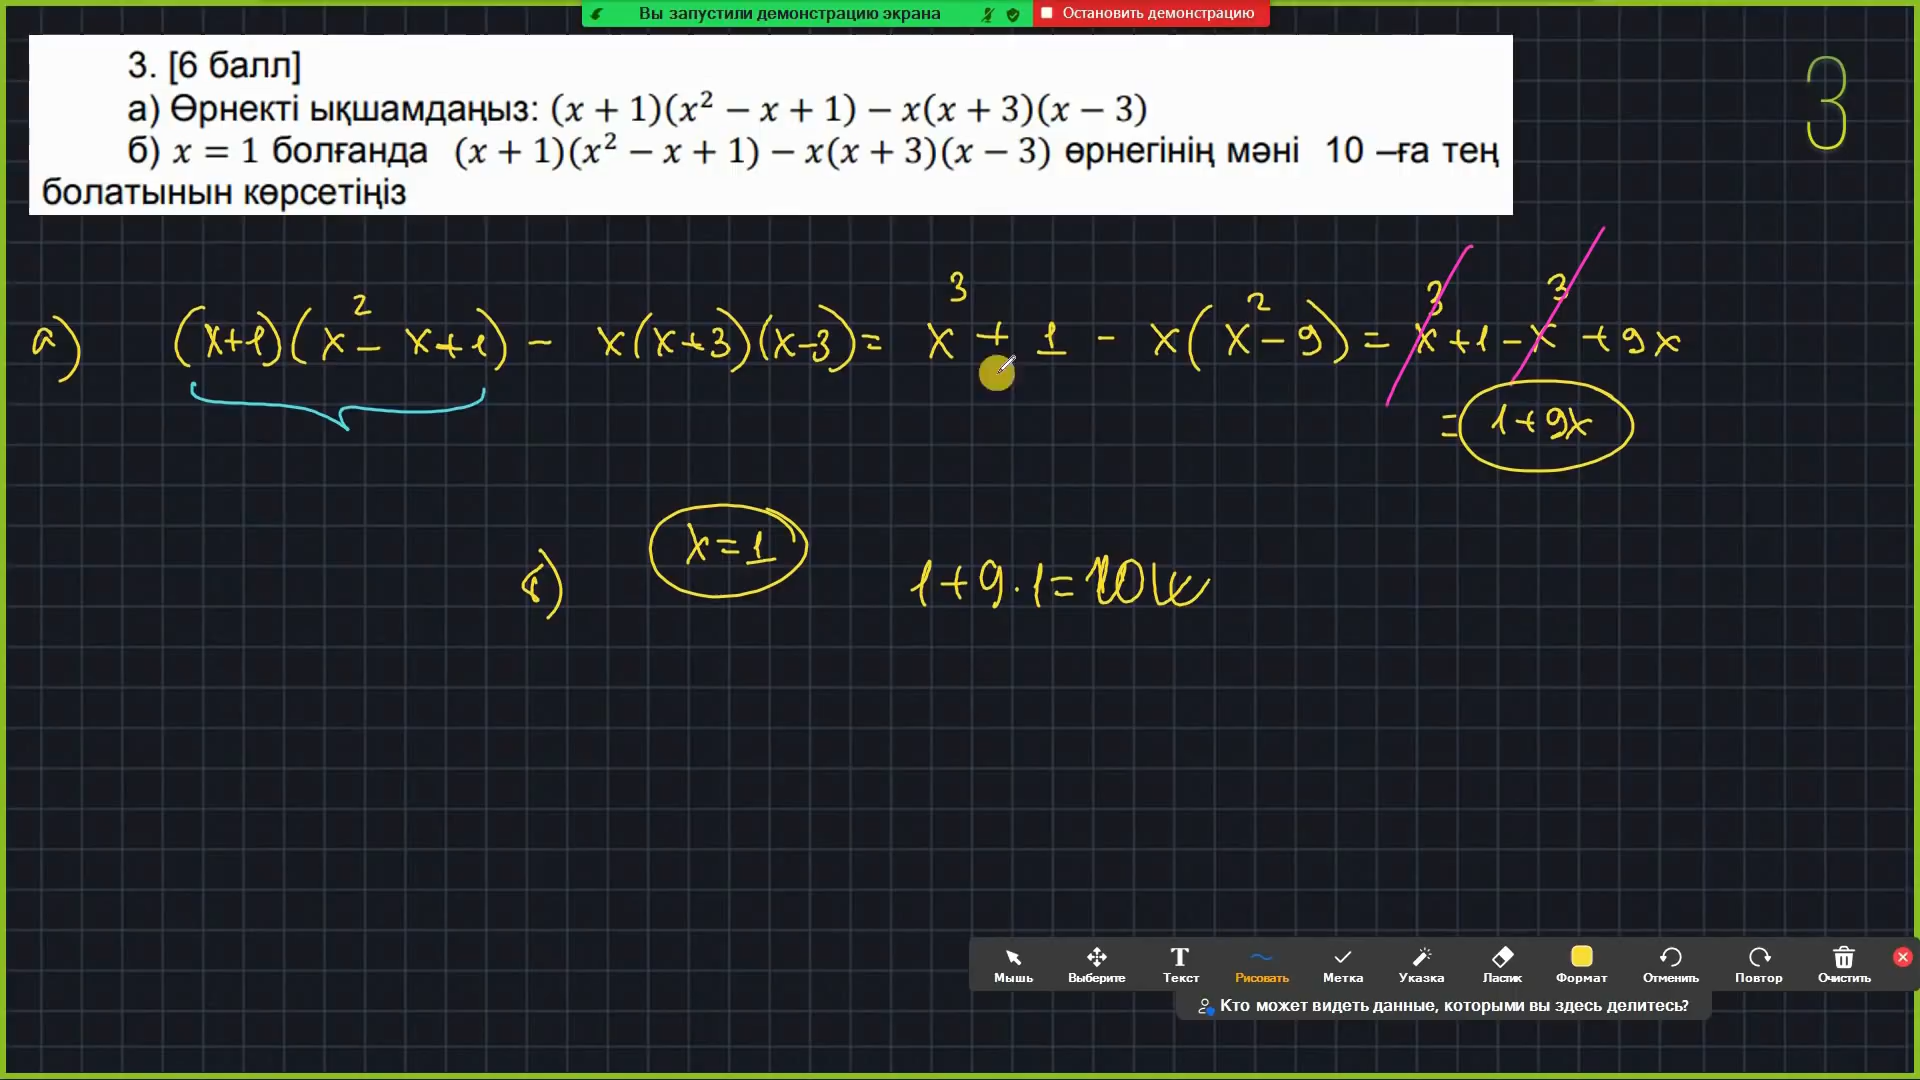 Вы запустили демонстрацию экрана
Остановить демонстрацию
3. [6 балл]
а) Өрнекті ықшамдаңыз: (x + 1)(x² − x + 1) − x(x + 3)(x − 3)
б) x = 1 болғанда (x + 1)(x² − x + 1) − x(x + 3)(x − 3) өрнегінің мәні 10 –ға тең
болатынын көрсетіңіз
3
а) (x+1)(x² − x+1) − x(x+3)(x−3) = x³ + 1 − x(x² − 9) = x³ + 1 − x³ + 9x
= 1 + 9x
б) x = 1 1 + 9 · 1 = 10
Мышь Выберите Текст Рисовать Метка Указка Ластик Формат Отменить Повтор Очистить
Кто может видеть данные, которыми вы здесь делитесь?